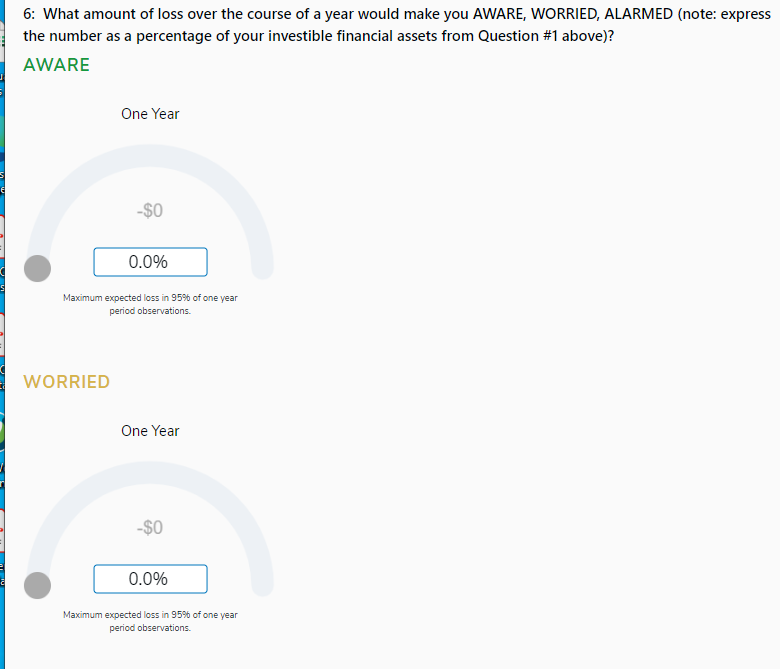 6: What amount of loss over the course of a year would make you AWARE, WORRIED, ALARMED (note: express
the number as a percentage of your investible financial assets from Question #1 above)?
AWARE
One Year
-$0
0.0%
Maximum expected loss in 95% of one year
period observations.
WORRIED
One Year
-$0
0.0%
Maximum expected loss in 95% of one year
period observations.